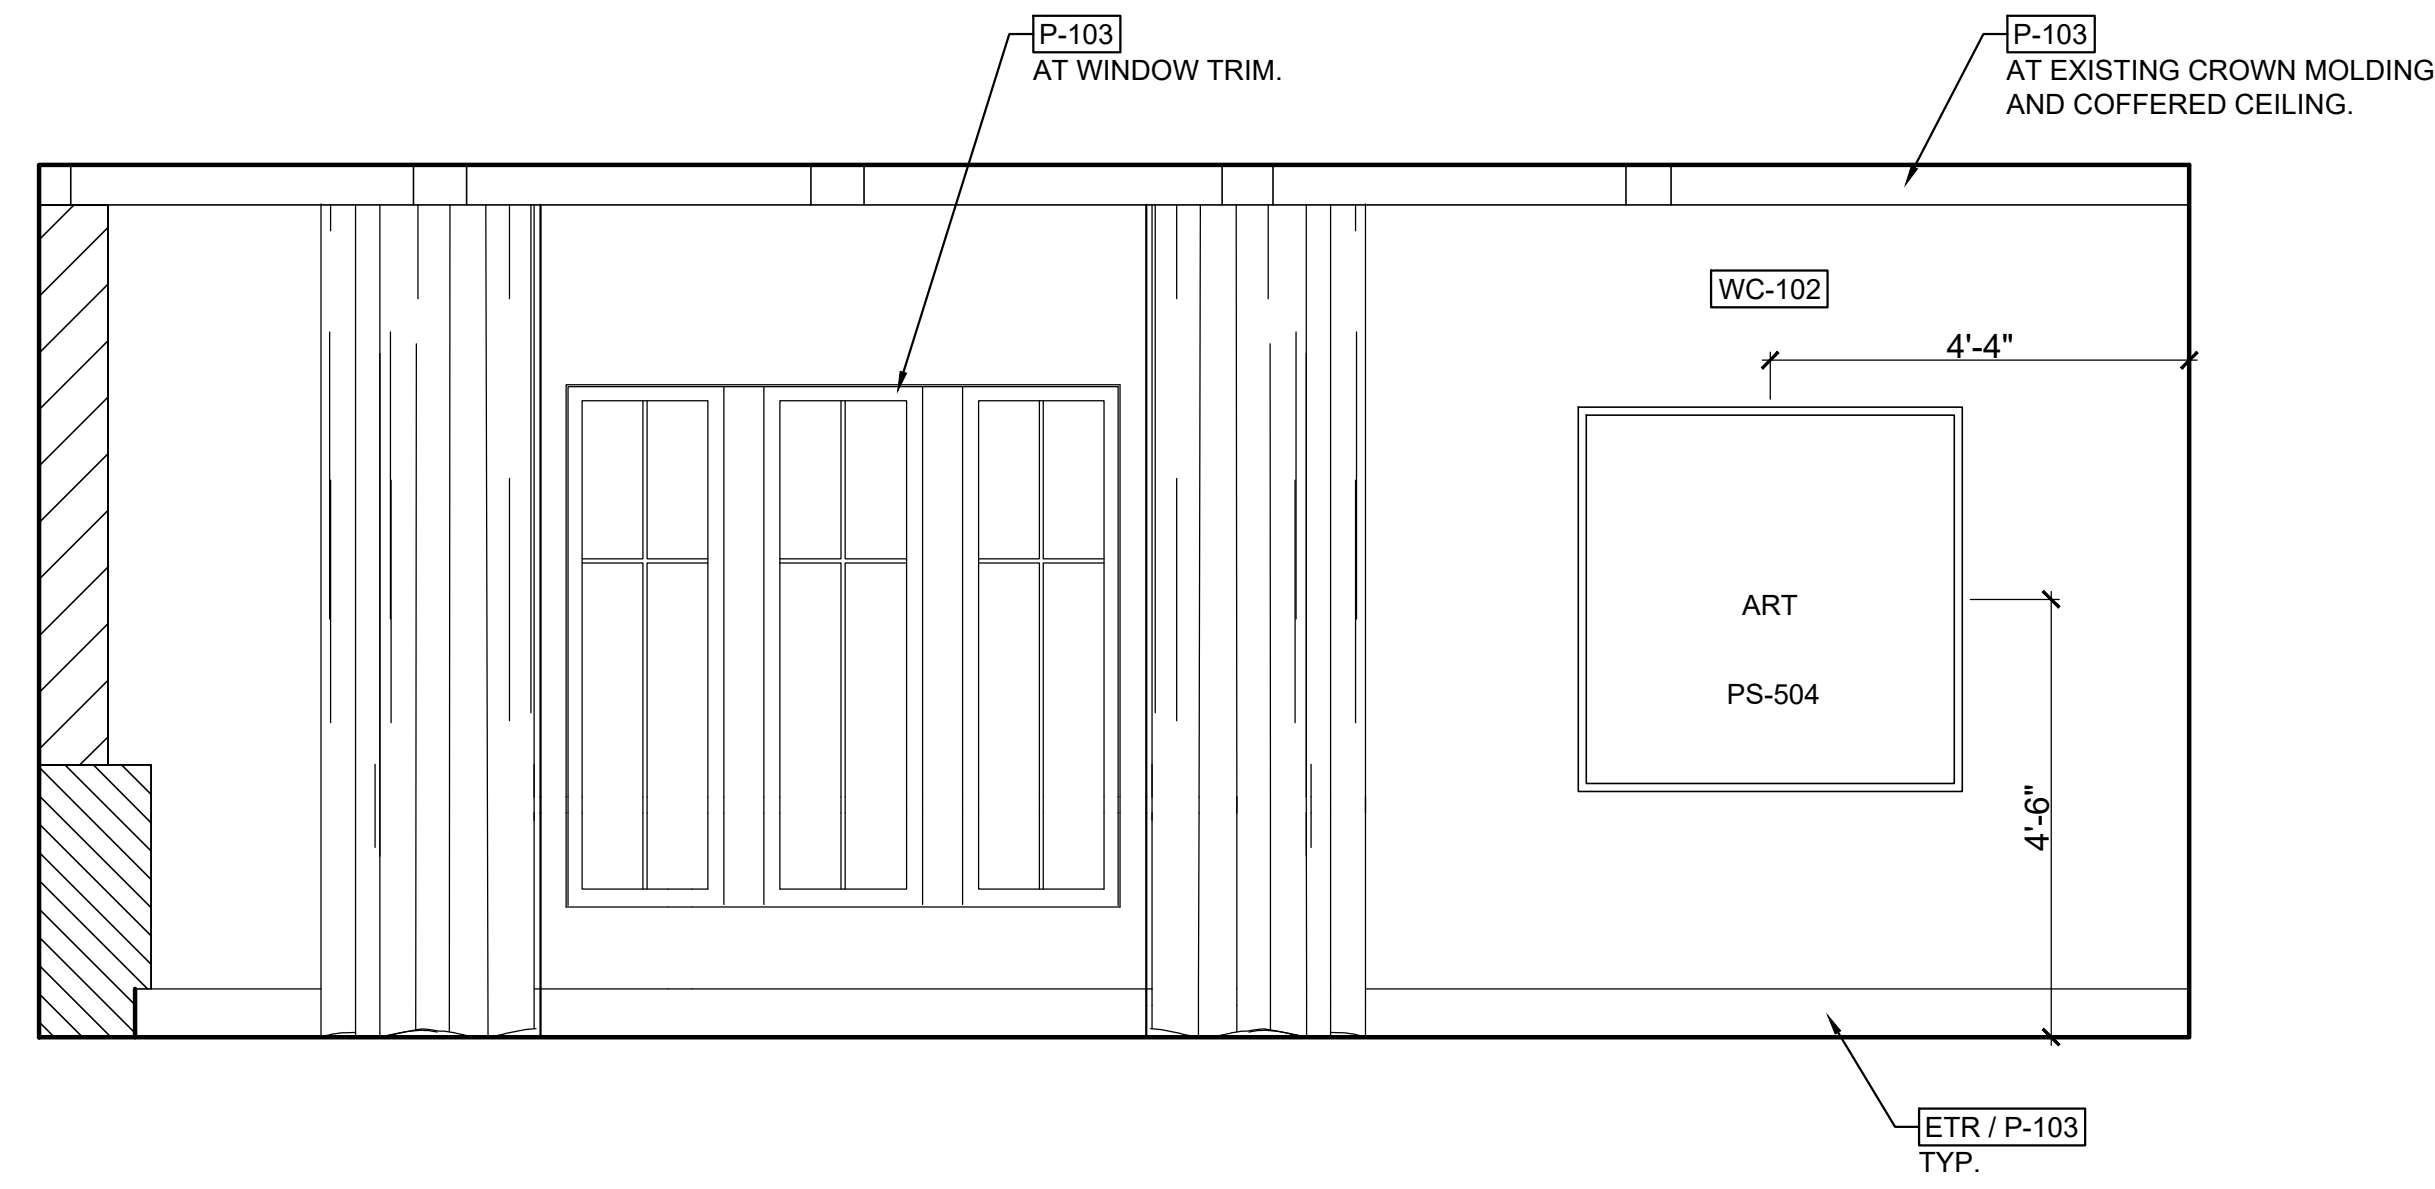 P-103
AT WINDOW TRIM.
P-103
AT EXISTING CROWN MOLDING
AND COFFERED CEILING.
WC-102
4'-4"
ART
PS-504
4'-6"
ETR / P-103
TYP.